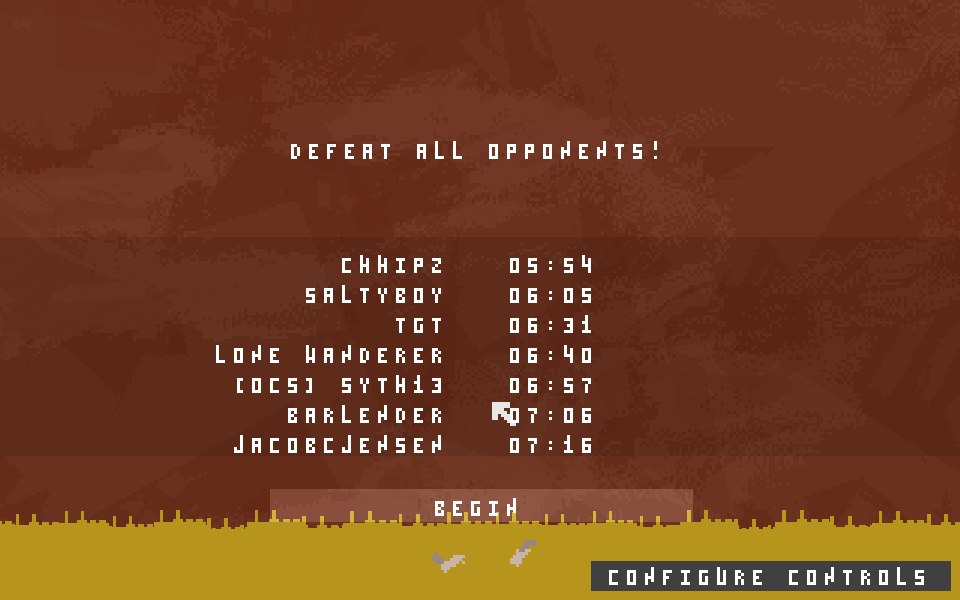 DEFEAT ALL OPPONENTS!
CHHIPZ 05:54
SALTYBOY 06:05
TGT 06:31
LONE WANDERER 06:40
[OCS] SYTH13 06:57
BARLENDER 07:06
JACOBCJENSEN 07:16
BEGIN
CONFIGURE CONTROLS